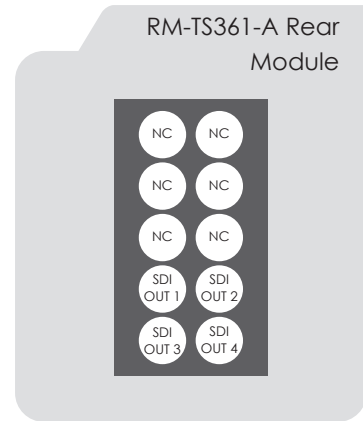 RM-TS361-A Rear
Module
NC NC
NC NC
NC NC
SDI OUT 1 SDI OUT 2
SDI OUT 3 SDI OUT 4